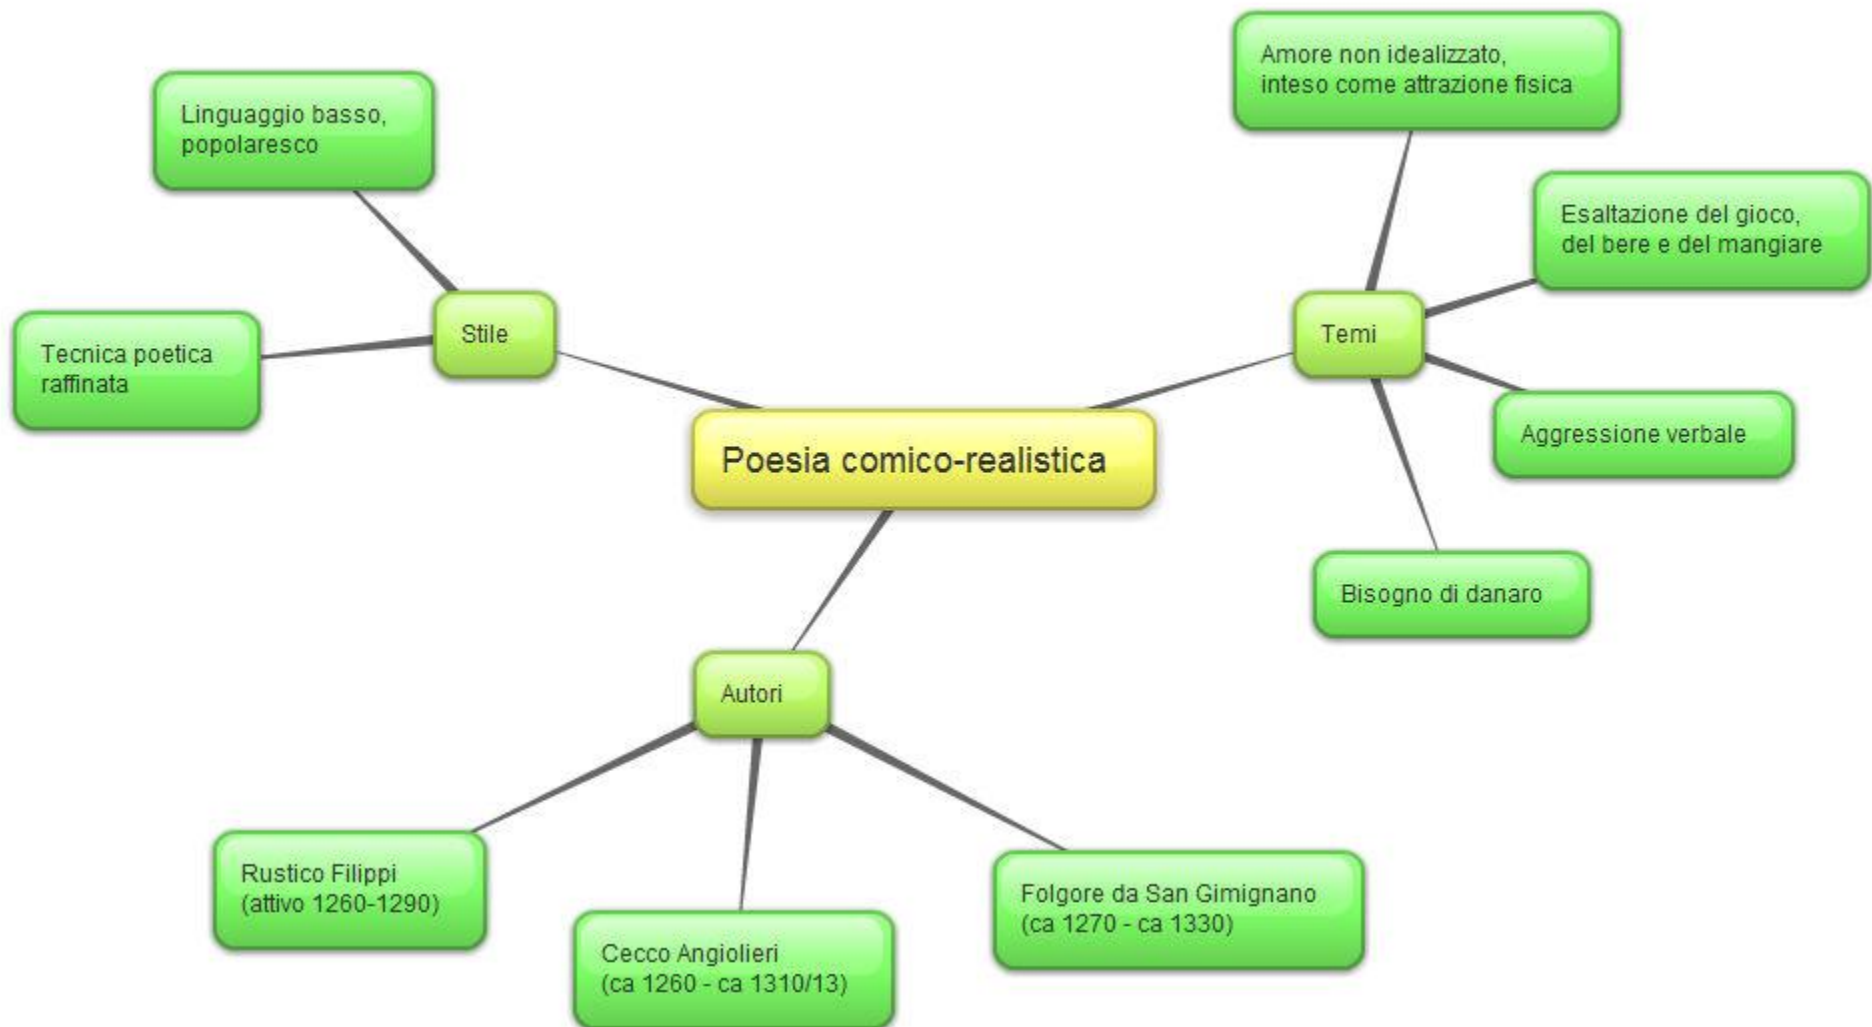 Amore non idealizzato,
inteso come attrazione fisica
Linguaggio basso,
popolaresco
Esaltazione del gioco,
del bere e del mangiare
Stile
Temi
Tecnica poetica
raffinata
Aggressione verbale
Poesia comico-realistica
Bisogno di danaro
Autori
Rustico Filippi
(attivo 1260-1290)
Cecco Angiolieri
(ca 1260 - ca 1310/13)
Folgore da San Gimignano
(ca 1270 - ca 1330)